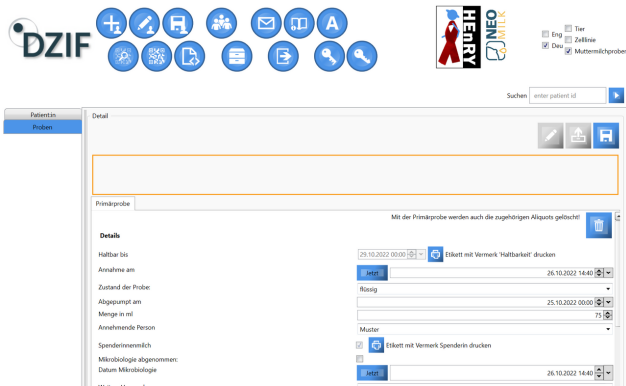 DZIF
A
HEnRY
NEO
MILK
Eng
Deu
Tier
Zelllinie
Muttermilchprober
Suchen
enter patient id
Patient:in
Proben
Detail
Primärprobe
Mit der Primärprobe werden auch die zugehörigen Aliquots gelöscht!
Details
Haltbar bis
29.10.2022 00:00
Etikett mit Vermerk 'Haltbarkeit' drucken
Annahme am
Jetzt
26.10.2022 14:40
Zustand der Probe:
flüssig
Abgepumpt am
25.10.2022 00:00
Menge in ml
75
Annehmende Person
Muster
Spenderinnenmilch
Etikett mit Vermerk Spenderin drucken
Mikrobiologie abgenommen:
Datum Mikrobiologie
Jetzt
26.10.2022 14:40